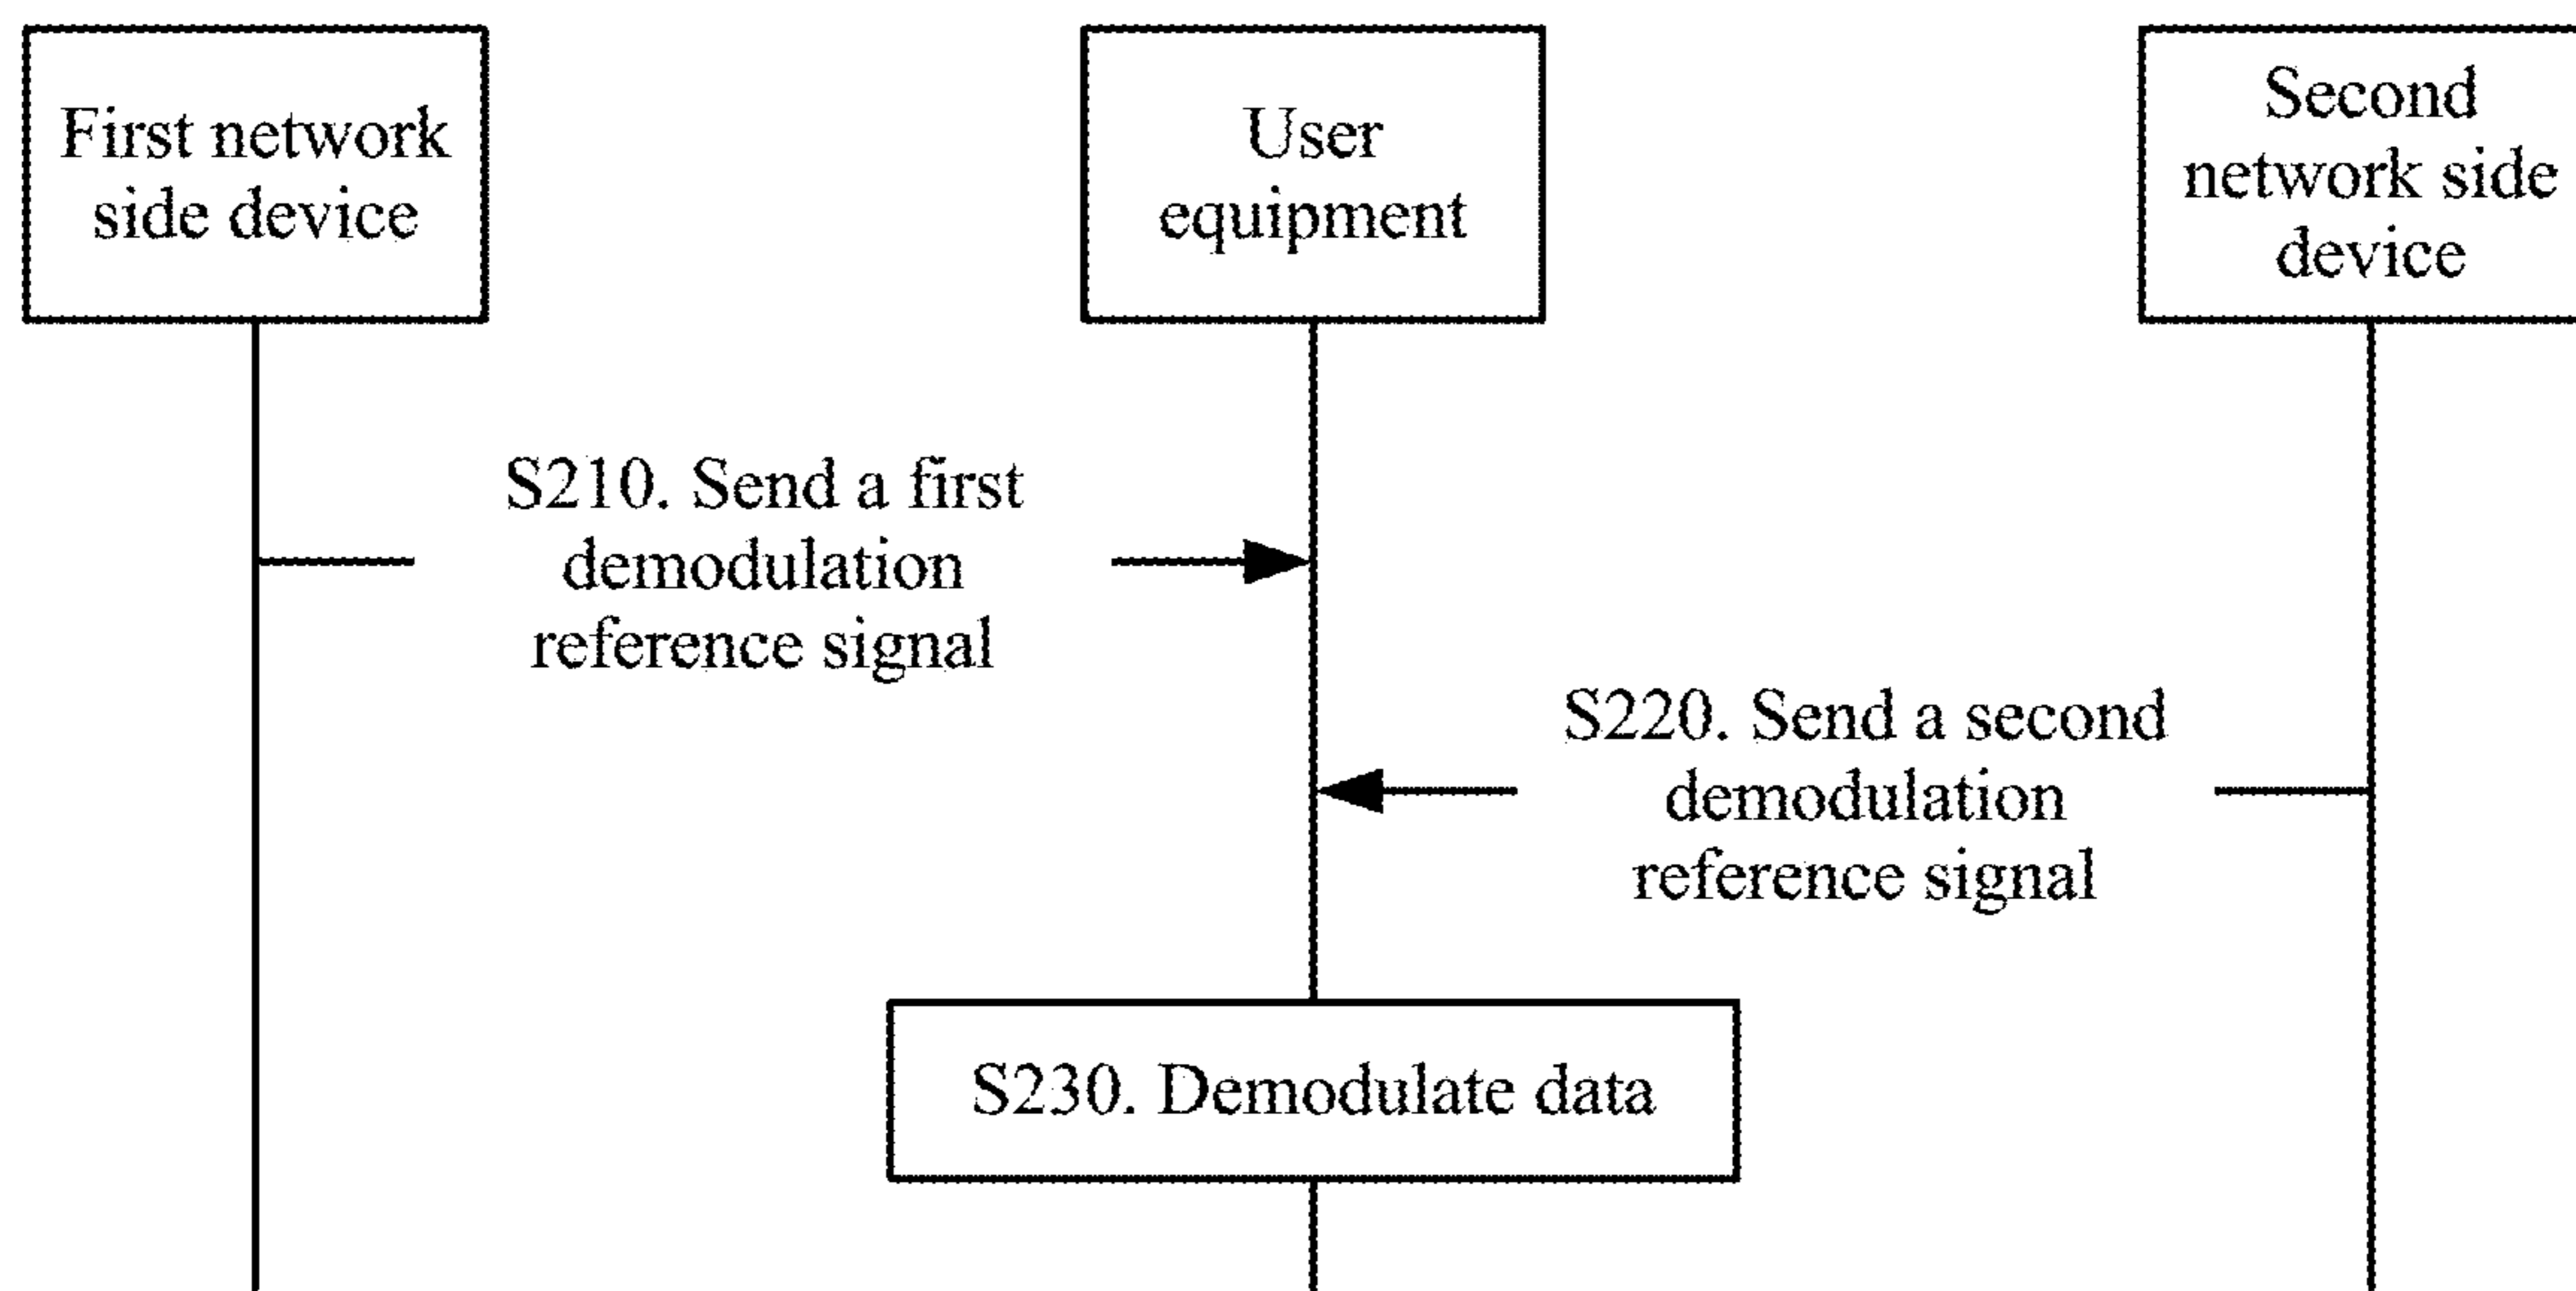 First network
side device
User
equipment
Second
network side
device
S210. Send a first
demodulation
reference signal
S220. Send a second
demodulation
reference signal
S230. Demodulate data